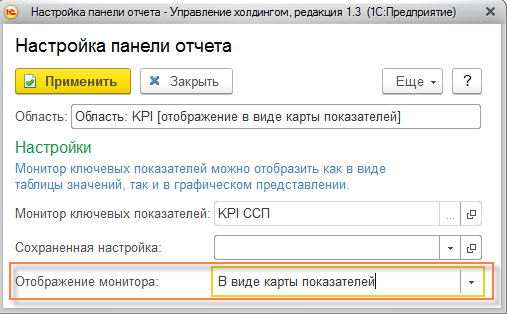 Настройка панели отчета - Управление холдингом, редакция 1.3 (1С:Предприятие)
Настройка панели отчета
Применить Закрыть Еще ?
Область: Область: KPI [отображение в виде карты показателей]
Настройки
Монитор ключевых показателей можно отобразить как в виде
таблицы значений, так и в графическом представлении.
Монитор ключевых показателей: KPI ССП ...
Сохраненная настройка:
Отображение монитора: В виде карты показателей